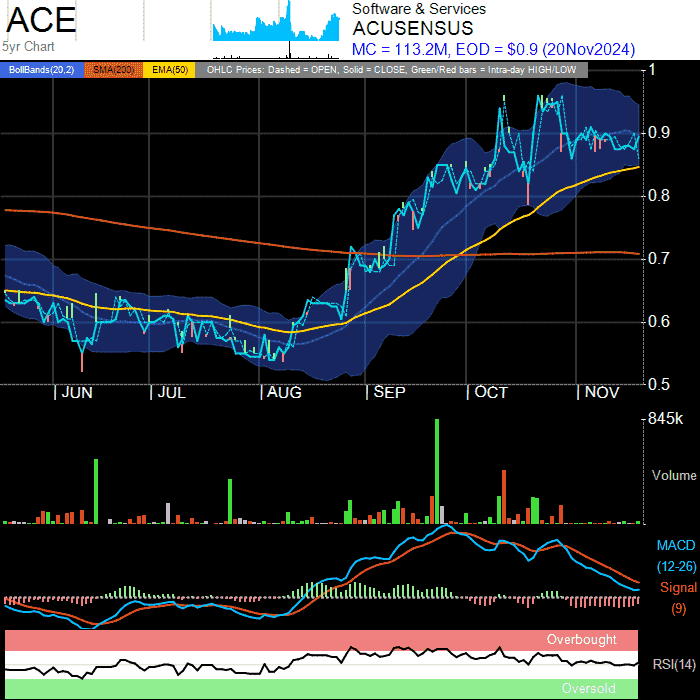 ACE
5yr Chart
Software & Services
ACUSENSUS
MC = 113.2M, EOD = $0.9 (20Nov2024)
BollBands(20,2) SMA(200) EMA(50) OHLC Prices: Dashed = OPEN, Solid = CLOSE, Green/Red bars = Intra-day HIGH/LOW
1
0.9
0.8
0.7
0.6
0.5
JUN JUL AUG SEP OCT NOV
845k
Volume
MACD
(12-26)
Signal
(9)
Overbought
RSI(14)
Oversold